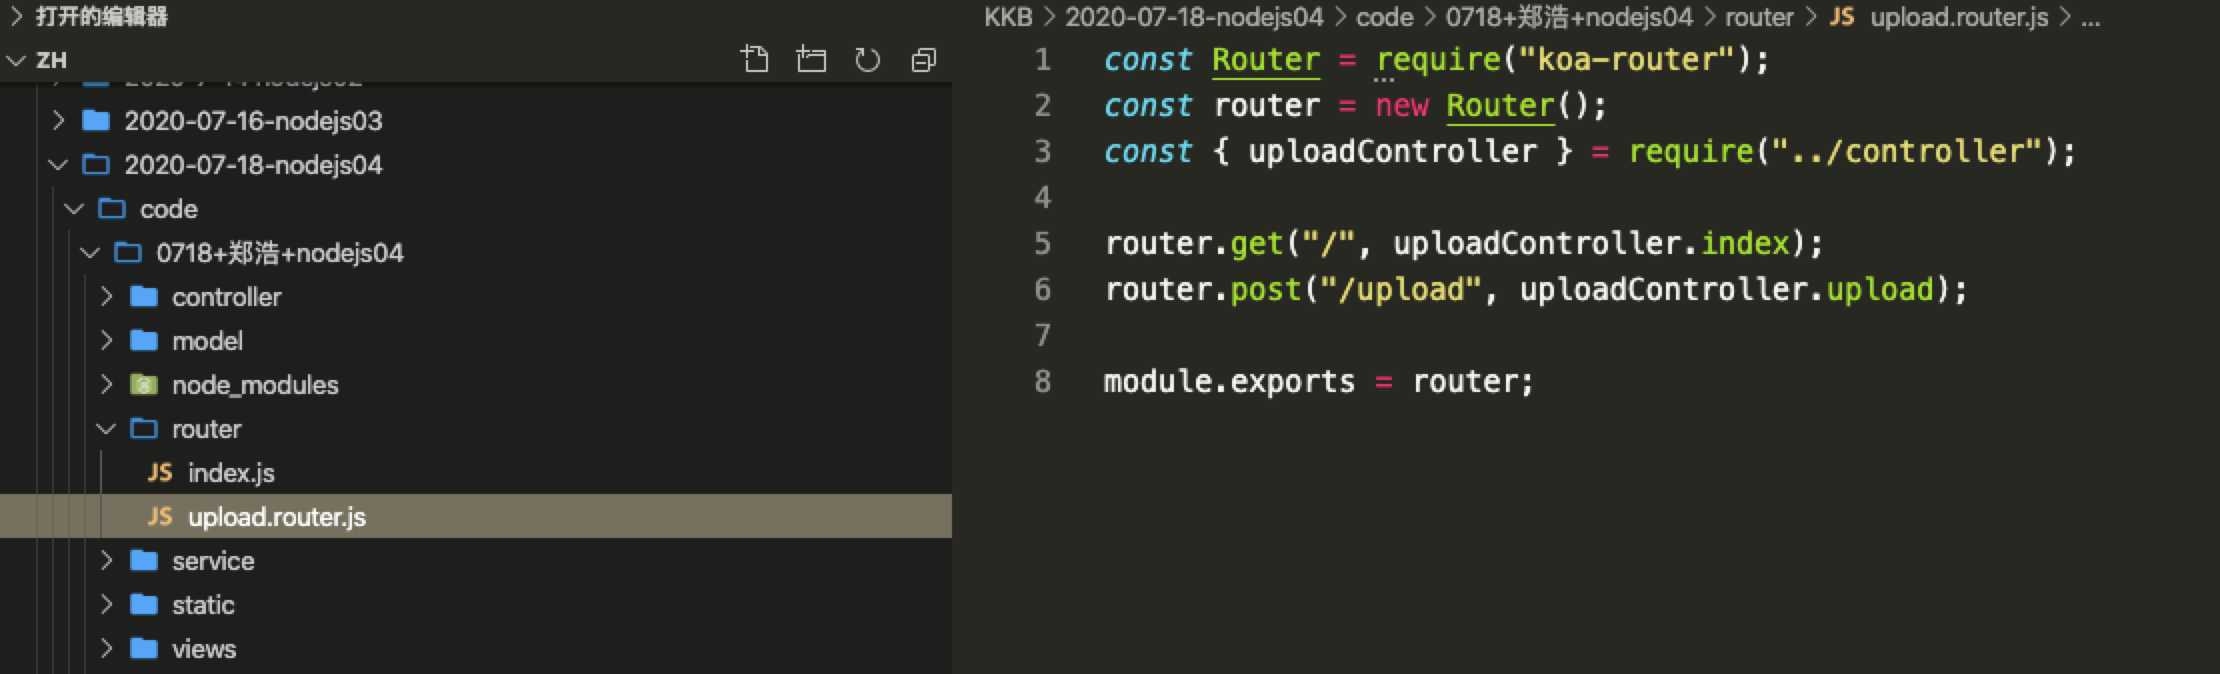 打开的编辑器
ZH
2020-07-16-nodejs03
2020-07-18-nodejs04
code
0718+郑浩+nodejs04
controller
model
node_modules
router
JS index.js
JS upload.router.js
service
static
views
KKB > 2020-07-18-nodejs04 > code > 0718+郑浩+nodejs04 > router > JS upload.router.js > ...
1 const Router = require("koa-router");
2 const router = new Router();
3 const { uploadController } = require("../controller");
4
5 router.get("/", uploadController.index);
6 router.post("/upload", uploadController.upload);
7
8 module.exports = router;